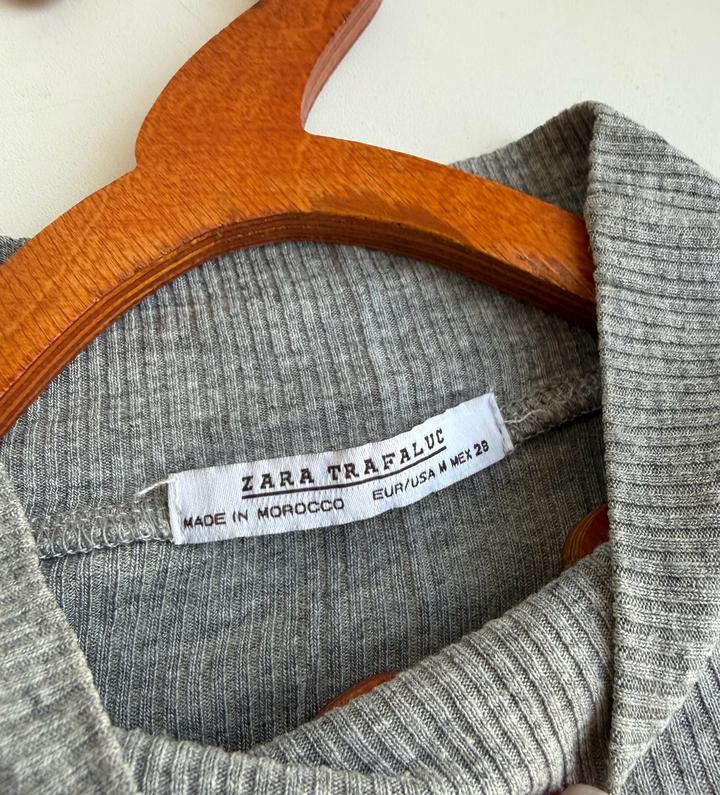 ZARA TRAFALUC
MADE IN MOROCCO EUR/USA M MEX 28